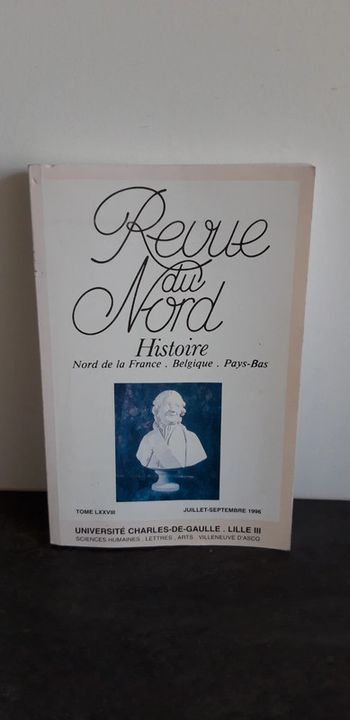 Revue
du
Nord
Histoire
Nord de la France . Belgique . Pays-Bas
TOME LXXVIII JUILLET-SEPTEMBRE 1996
UNIVERSITÉ CHARLES-DE-GAULLE . LILLE III
SCIENCES HUMAINES . LETTRES . ARTS . VILLENEUVE D'ASCQ